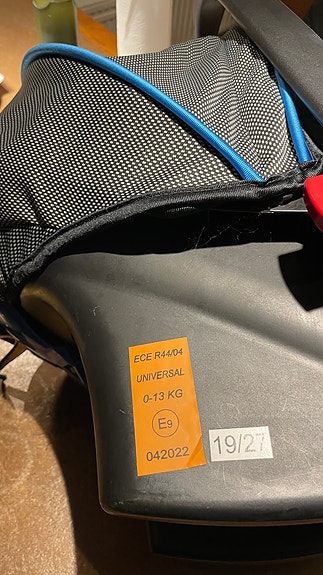 ECE R44/04
UNIVERSAL
0-13 KG
E9
042022
19/27